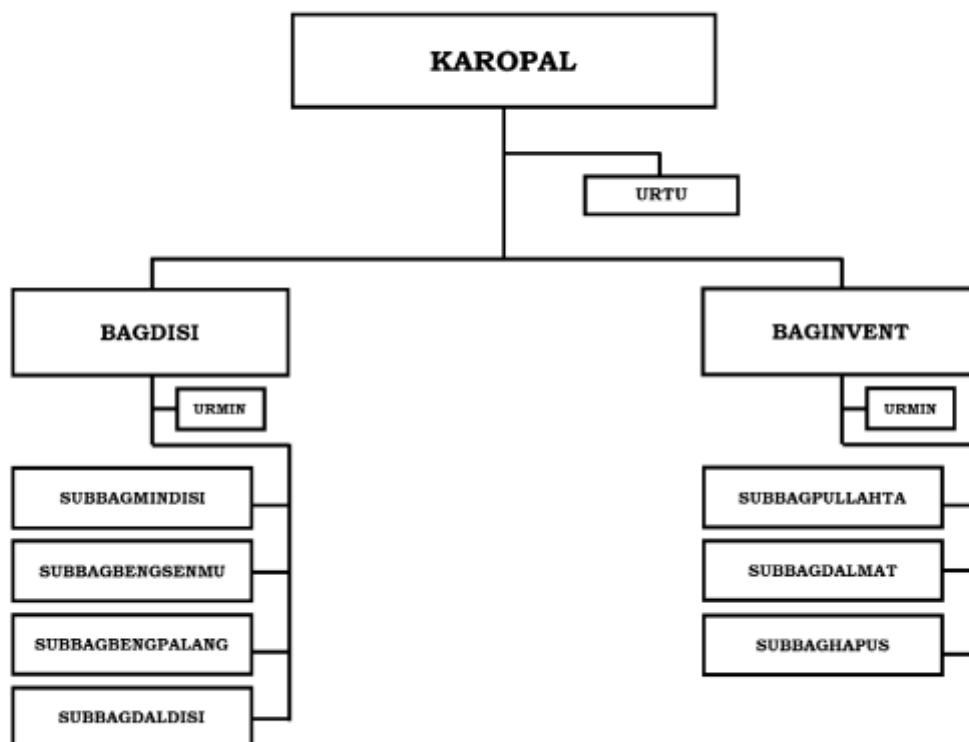 KAROPAL
URTU
BAGDISI
BAGINVENT
URMIN
URMIN
SUBBAGMINDISI
SUBBAGPULLAHTA
SUBBAGBENGSENMU
SUBBAGDALMAT
SUBBAGBENGPALANG
SUBBAGHAPUS
SUBBAGDALDISI